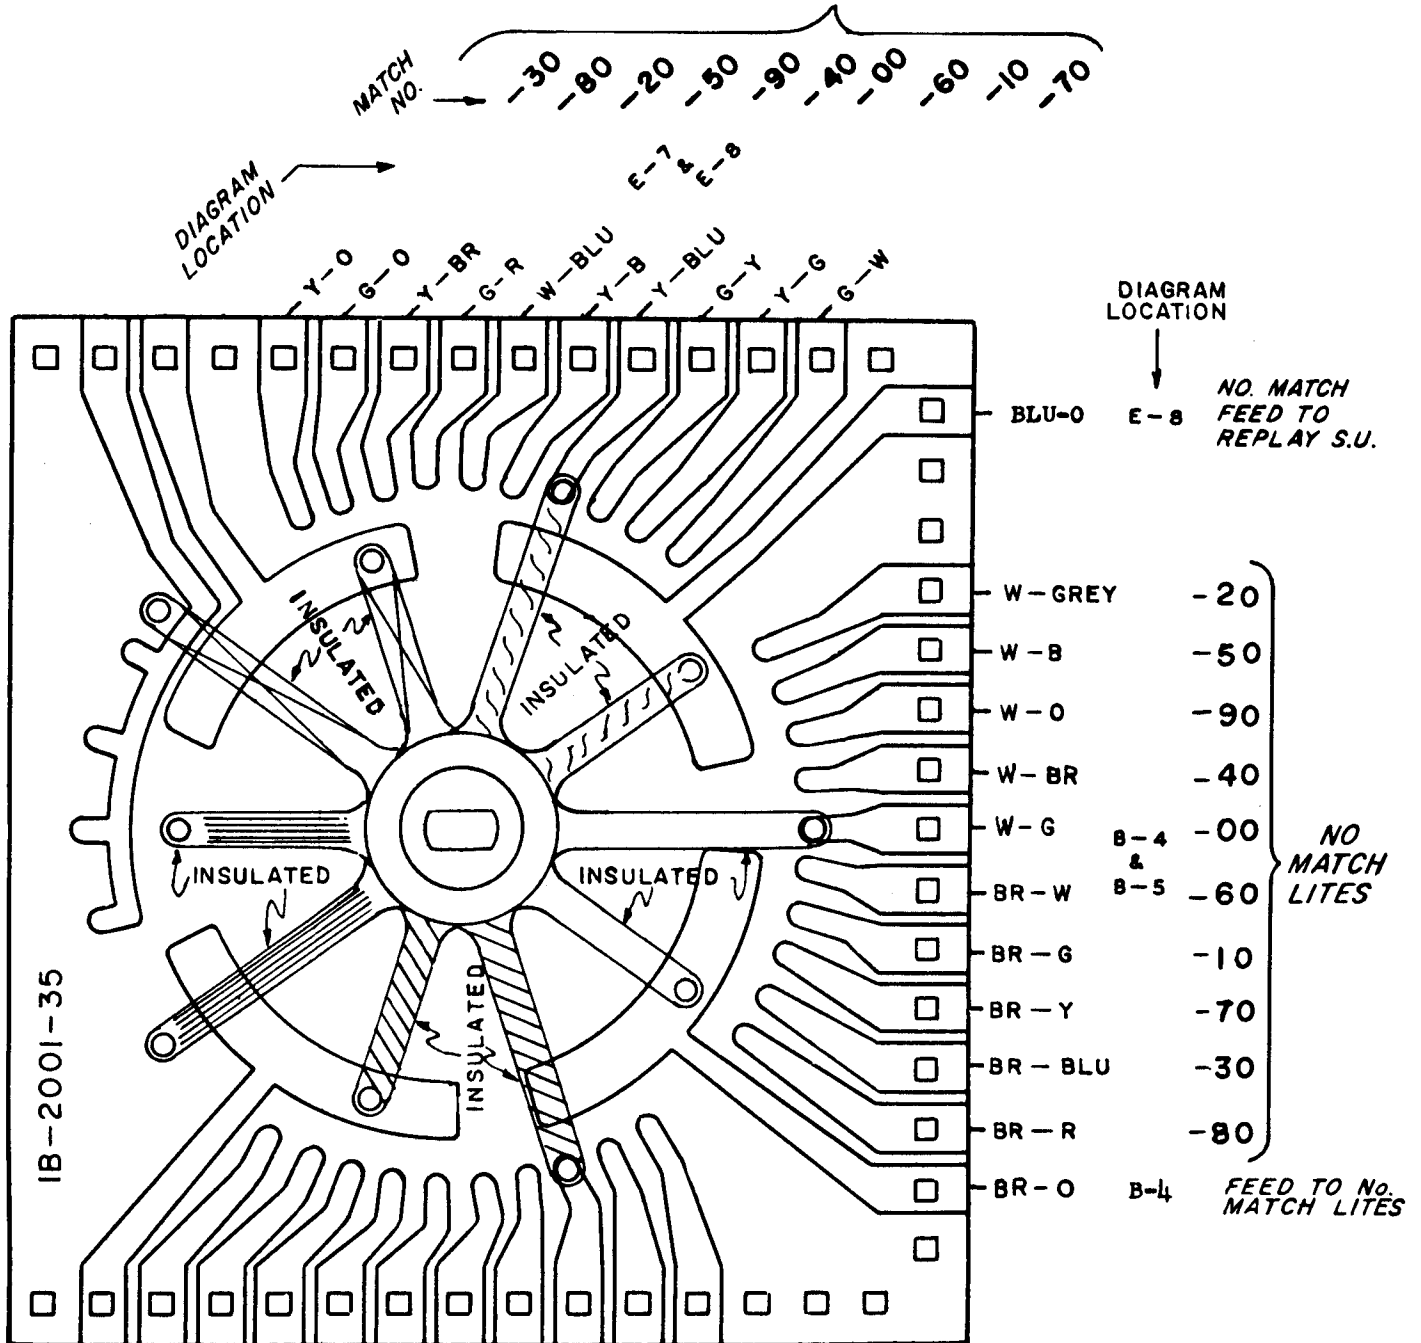 MATCH
NO.
-30
-80
-20
-50
-90
-40
-00
-60
-10
-70
DIAGRAM
LOCATION
E-7
&
E-8
Y-O
G-O
Y-BR
G-R
W-BLU
Y-B
Y-BLU
G-Y
Y-G
G-W
DIAGRAM
LOCATION
BLU-O E-8
NO. MATCH
FEED TO
REPLAY S.U.
W-GREY -20
W-B -50
W-O -90
W-BR -40
W-G -00
BR-W -60
BR-G -10
BR-Y -70
BR-BLU -30
BR-R -80
B-4
&
B-5
NO
MATCH
LITES
BR-O B-4
FEED TO NO.
MATCH LITES
INSULATED
INSULATED
INSULATED
INSULATED
INSULATED
INSULATED
1B-2001-35